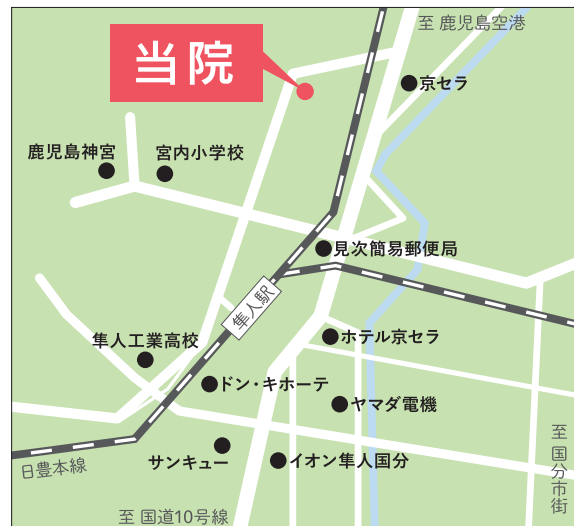 至 鹿児島空港
当院
京セラ
鹿児島神宮
宮内小学校
見次簡易郵便局
隼人駅
隼人工業高校
ホテル京セラ
ドン・キホーテ
ヤマダ電機
至 国分市街
サンキュー
イオン隼人国分
日豊本線
至 国道10号線